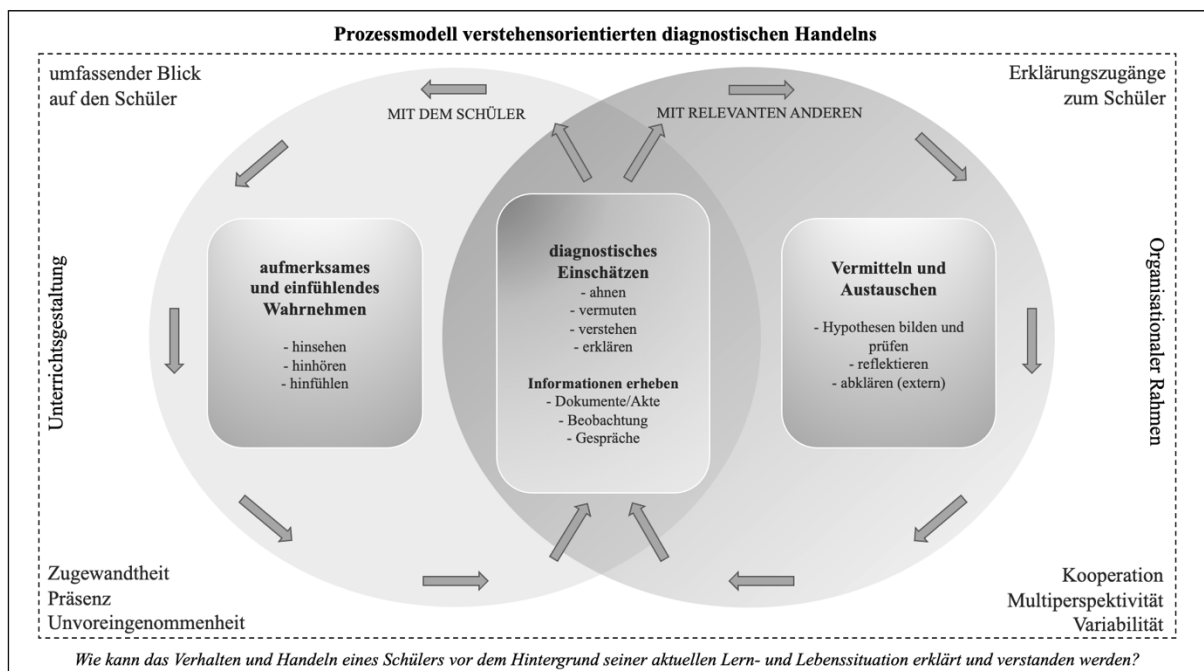 Prozessmodell verstehensorientierten diagnostischen Handelns
umfassender Blick
auf den Schüler
Erklärungszugänge
zum Schüler
MIT DEM SCHÜLER
MIT RELEVANTEN ANDEREN
Unterrichtsgestaltung
aufmerksames
und einfühlendes
Wahrnehmen
- hinsehen
- hinhören
- hinfühlen
diagnostisches
Einschätzen
- ahnen
- vermuten
- verstehen
- erklären
Informationen erheben
- Dokumente/Akte
- Beobachtung
- Gespräche
Vermitteln und
Austauschen
- Hypothesen bilden und
prüfen
- reflektieren
- abklären (extern)
Organisationaler Rahmen
Zugewandtheit
Präsenz
Unvoreingenommenheit
Kooperation
Multiperspektivität
Variabilität
Wie kann das Verhalten und Handeln eines Schülers vor dem Hintergrund seiner aktuellen Lern- und Lebenssituation erklärt und verstanden werden?